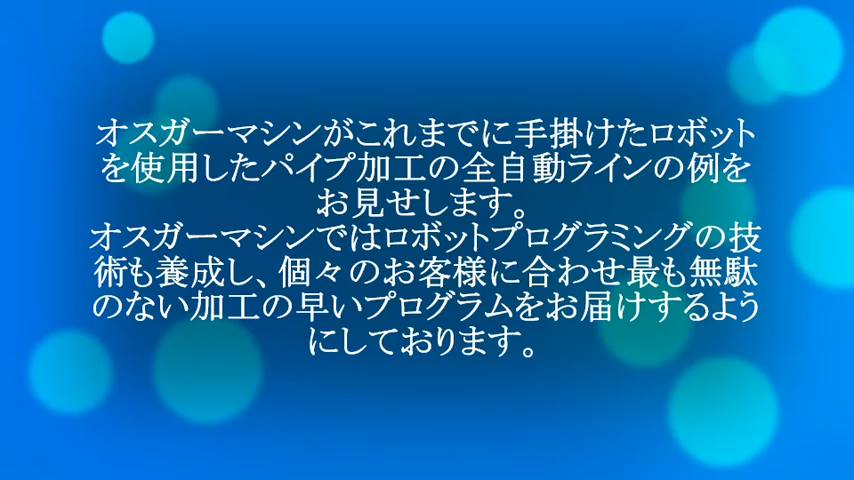 オスガーマシンがこれまでに手掛けたロボット
を使用したパイプ加工の全自動ラインの例を
お見せします。
オスガーマシンではロボットプログラミングの技
術も養成し、個々のお客様に合わせ最も無駄
のない加工の早いプログラムをお届けするよう
にしております。